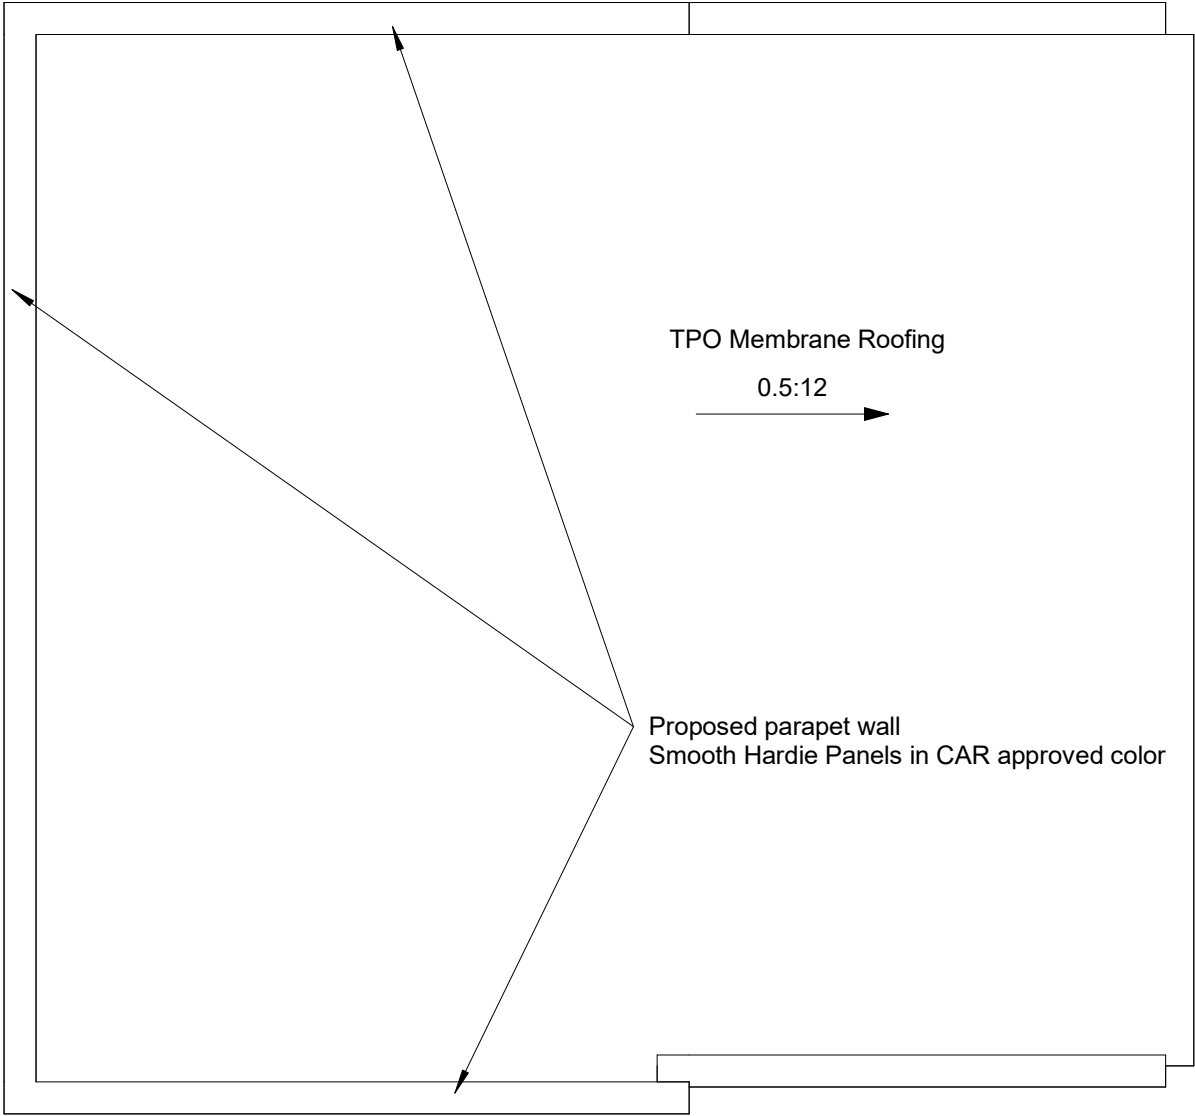 TPO Membrane Roofing
0.5:12
Proposed parapet wall
Smooth Hardie Panels in CAR approved color